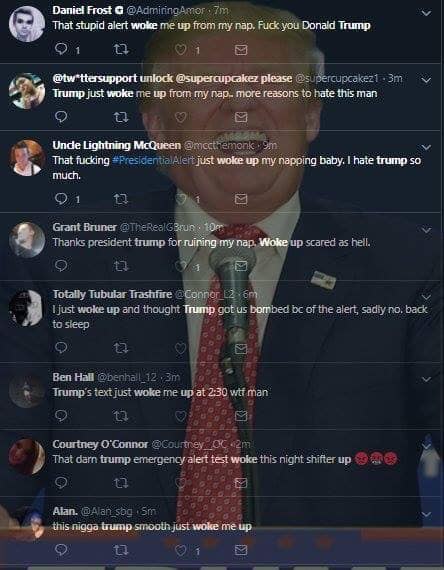 Daniel Frost G @AdmiringAmor · 7m
That stupid alert woke me up from my nap. Fuck you Donald Trump
1 1
@tw*ttersupport unlock @supercupcakez please @supercupcakez1 · 3m
Trump just woke me up from my nap.. more reasons to hate this man
Uncle Lightning McQueen @mccthemonk · 9m
That fucking #PresidentialAlert just woke up my napping baby. I hate trump so
much.
1 1
Grant Bruner @TheRealG3run · 10m
Thanks president trump for ruining my nap. Woke up scared as hell.
1
Totally Tubular Trashfire @Connor_L2 · 6m
I just woke up and thought Trump got us bombed bc of the alert, sadly no. back
to sleep
Ben Hall @benhall_12 · 3m
Trump's text just woke me up at 2:30 wtf man
Courtney O'Connor @Courtney_OC · 2m
That darn trump emergency alert test woke this night shifter up 😡😡😡
Alan. @Alan_sbg · 5m
this nigga trump smooth just woke me up
1